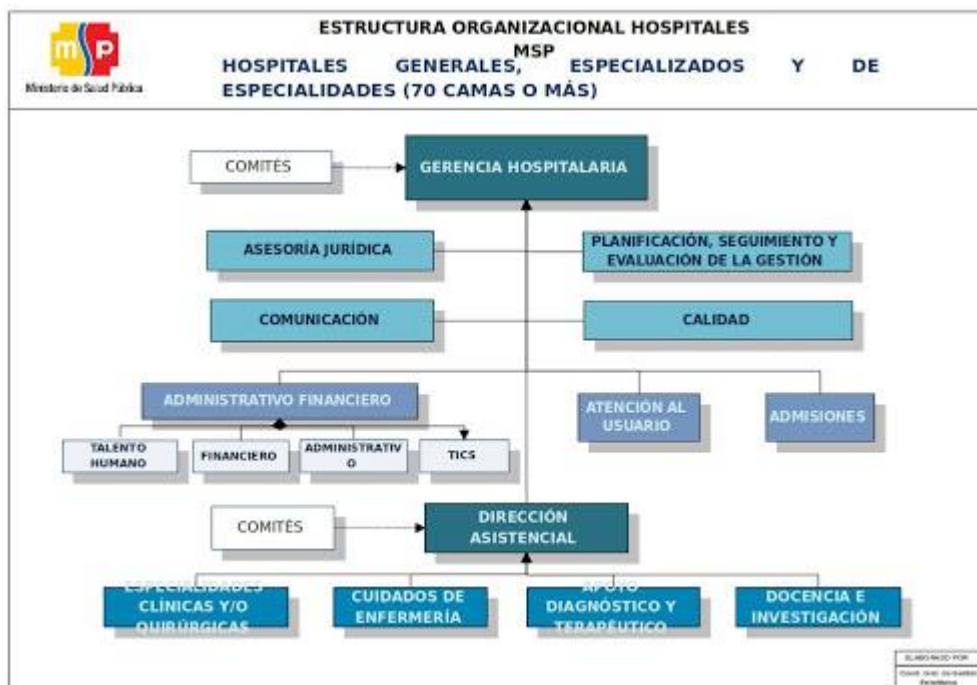 ESTRUCTURA ORGANIZACIONAL HOSPITALES
MSP
HOSPITALES GENERALES, ESPECIALIZADOS Y DE
ESPECIALIDADES (70 CAMAS O MÁS)
msp
Ministerio de Salud Pública
COMITÉS
GERENCIA HOSPITALARIA
ASESORÍA JURÍDICA
PLANIFICACIÓN, SEGUIMIENTO Y
EVALUACIÓN DE LA GESTIÓN
COMUNICACIÓN
CALIDAD
ADMINISTRATIVO FINANCIERO
ATENCIÓN AL
USUARIO
ADMISIONES
TALENTO
HUMANO
FINANCIERO
ADMINISTRATIV
O
TICS
COMITÉS
DIRECCIÓN
ASISTENCIAL
ESPECIALIDADES
CLÍNICAS Y/O
QUIRÚRGICAS
CUIDADOS DE
ENFERMERÍA
APOYO
DIAGNÓSTICO Y
TERAPÉUTICO
DOCENCIA E
INVESTIGACIÓN
ELABORADO POR